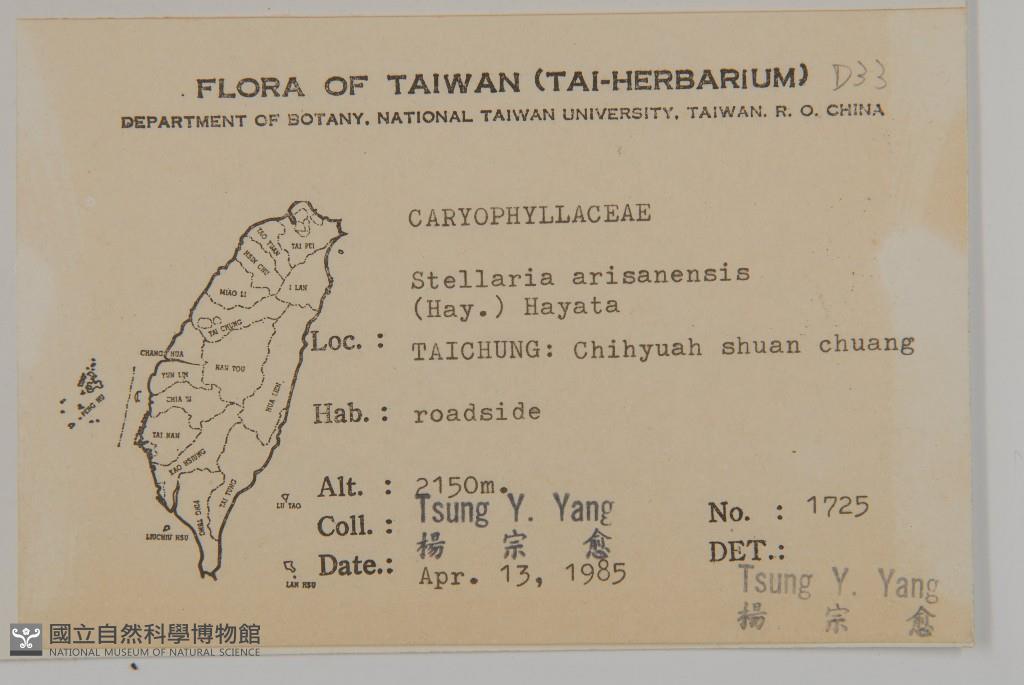 FLORA OF TAIWAN (TAI-HERBARIUM) D33
DEPARTMENT OF BOTANY, NATIONAL TAIWAN UNIVERSITY, TAIWAN. R. O. CHINA
CARYOPHYLLACEAE
Stellaria arisanensis
(Hay.) Hayata
Loc. : TAICHUNG: Chihyuah shuan chuang
Hab. : roadside
Alt. : 2150m.
Coll. : Tsung Y. Yang
楊 宗 愈
No. : 1725
Date.: Apr. 13, 1985
DET.:
Tsung Y. Yang
楊 宗 愈
TAO YUAN
TAI PEI
HSIN CHU
I LAN
MIAO LI
TAI CHUNG
CHANG HUA
NAN TOU
YUN LIN
HUA LIEN
CHIA YI
PENG HU
TAI NAN
KAO HSIUNG
TAI TUNG
PING TUNG
LU TAO
LIUCHIU HSU
LAN HSU
國立自然科學博物館
NATIONAL MUSEUM OF NATURAL SCIENCE